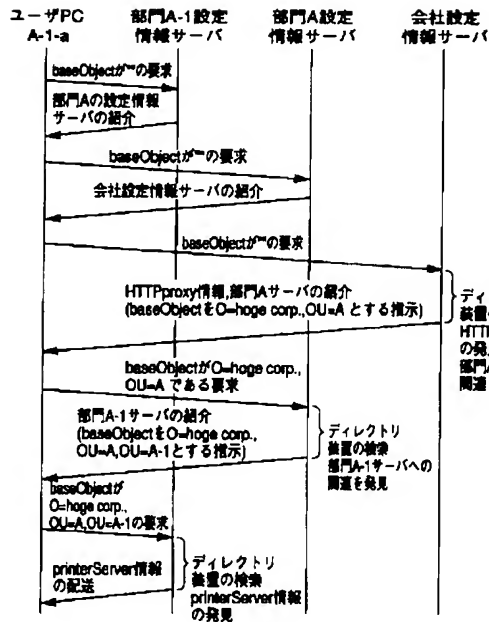 ユーザPC
A-1-a
部門A-1設定
情報サーバ
部門A設定
情報サーバ
会社設定
情報サーバ
baseObjectが""の要求
部門Aの設定情報
サーバの紹介
baseObjectが""の要求
会社設定情報サーバの紹介
baseObjectが""の要求
HTTPproxy情報,部門Aサーバの紹介
(baseObjectをO=hoge corp.,OU=A とする指示)
ディ
装置
HTTP
の発見
部門A
関連
baseObjectがO=hoge corp.,
OU=A である要求
部門A-1サーバの紹介
(baseObjectをO=hoge corp.,
OU=A,OU=A-1とする指示)
ディレクトリ
装置の検索
部門A-1サーバへの
関連を発見
baseObjectが
O=hoge corp.,
OU=A,OU=A-1の要求
printerServer情報
の配送
ディレクトリ
装置の検索
printerServer情報
の発見